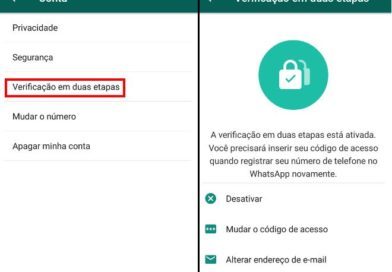 Conta
Privacidade
Segurança
Verificação em duas etapas
Mudar o número
Apagar minha conta
Verificação em duas etapas
A verificação em duas etapas está ativada.
Você precisará inserir seu código de acesso
quando registrar seu número de telefone no
WhatsApp novamente.
Desativar
Mudar o código de acesso
Alterar endereço de e-mail